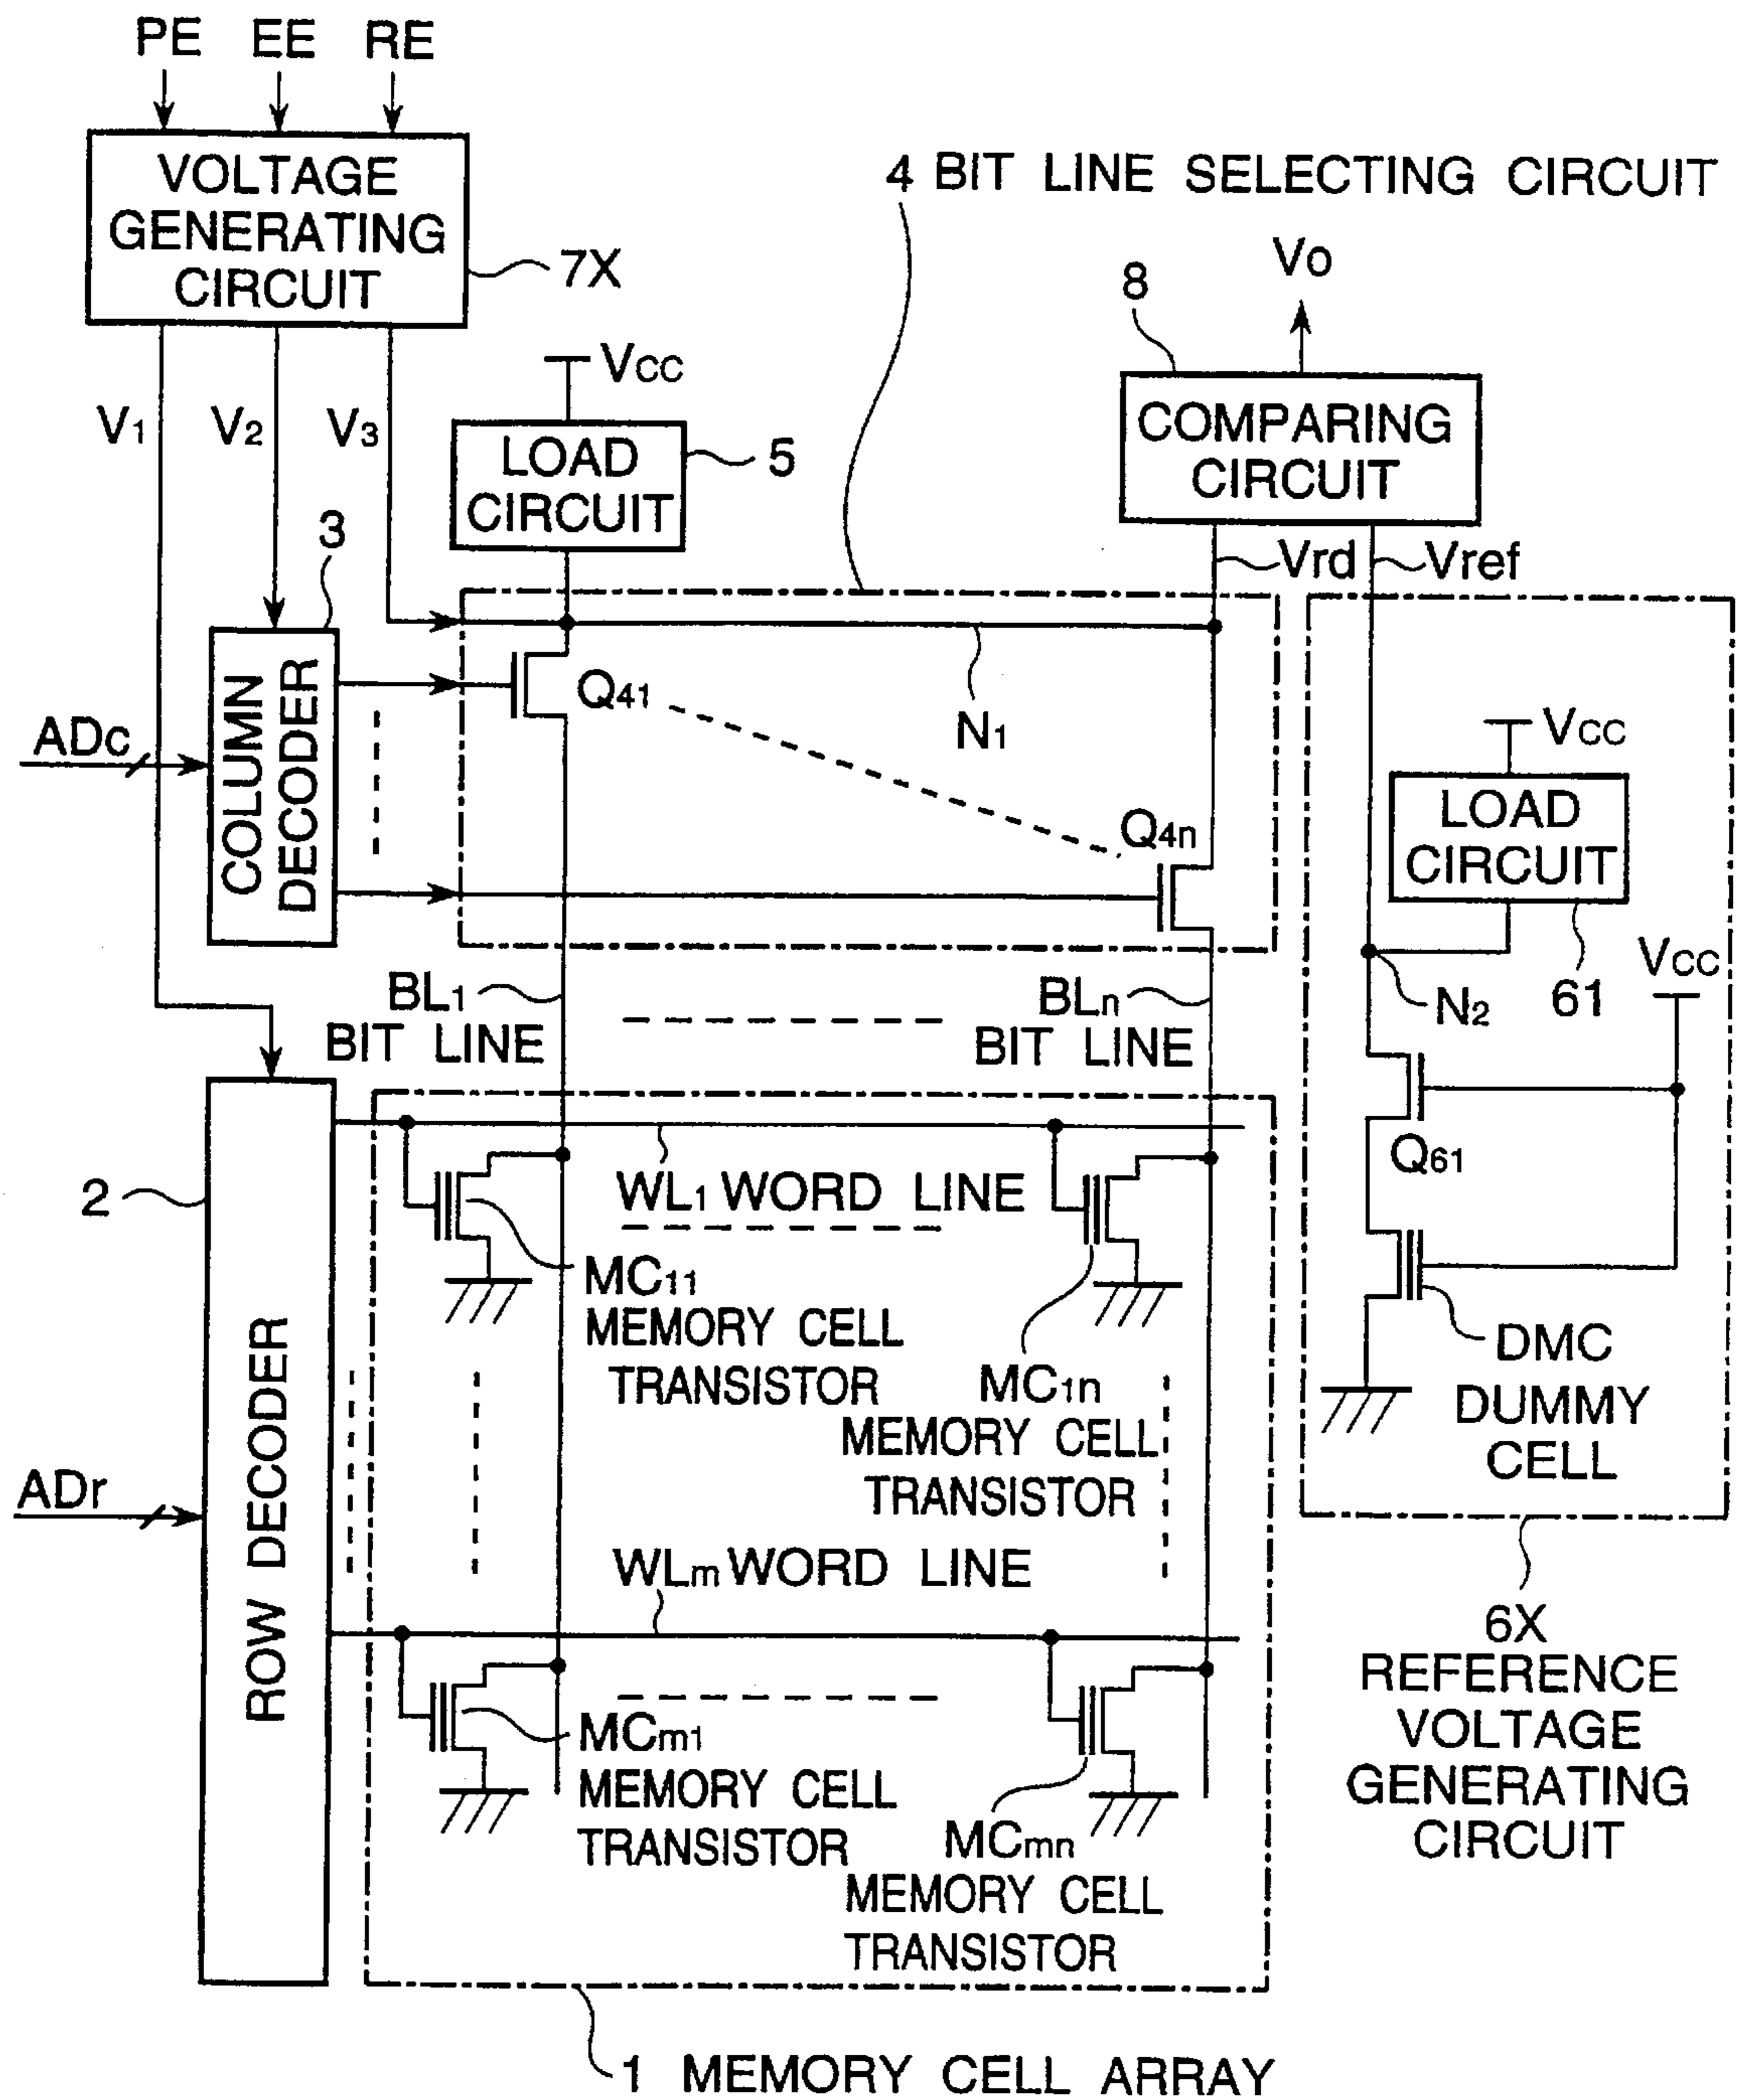 PE EE RE
VOLTAGE
GENERATING
CIRCUIT
7X
4 BIT LINE SELECTING CIRCUIT
Vo
8
VCC
V1 V2 V3
LOAD
CIRCUIT
5
COMPARING
CIRCUIT
3
Vrd Vref
COLUMN
DECODER
ADc
Q41
N1
VCC
LOAD
CIRCUIT
Q4n
61
VCC
N2
BL1
BIT LINE
BLn
BIT LINE
Q61
2
WL1 WORD LINE
MC11
MEMORY CELL
TRANSISTOR
MC1n
MEMORY CELL
TRANSISTOR
DMC
DUMMY
CELL
ROW DECODER
ADr
WLm WORD LINE
6X
REFERENCE
VOLTAGE
GENERATING
CIRCUIT
MCm1
MEMORY CELL
TRANSISTOR
MCmn
MEMORY CELL
TRANSISTOR
1 MEMORY CELL ARRAY